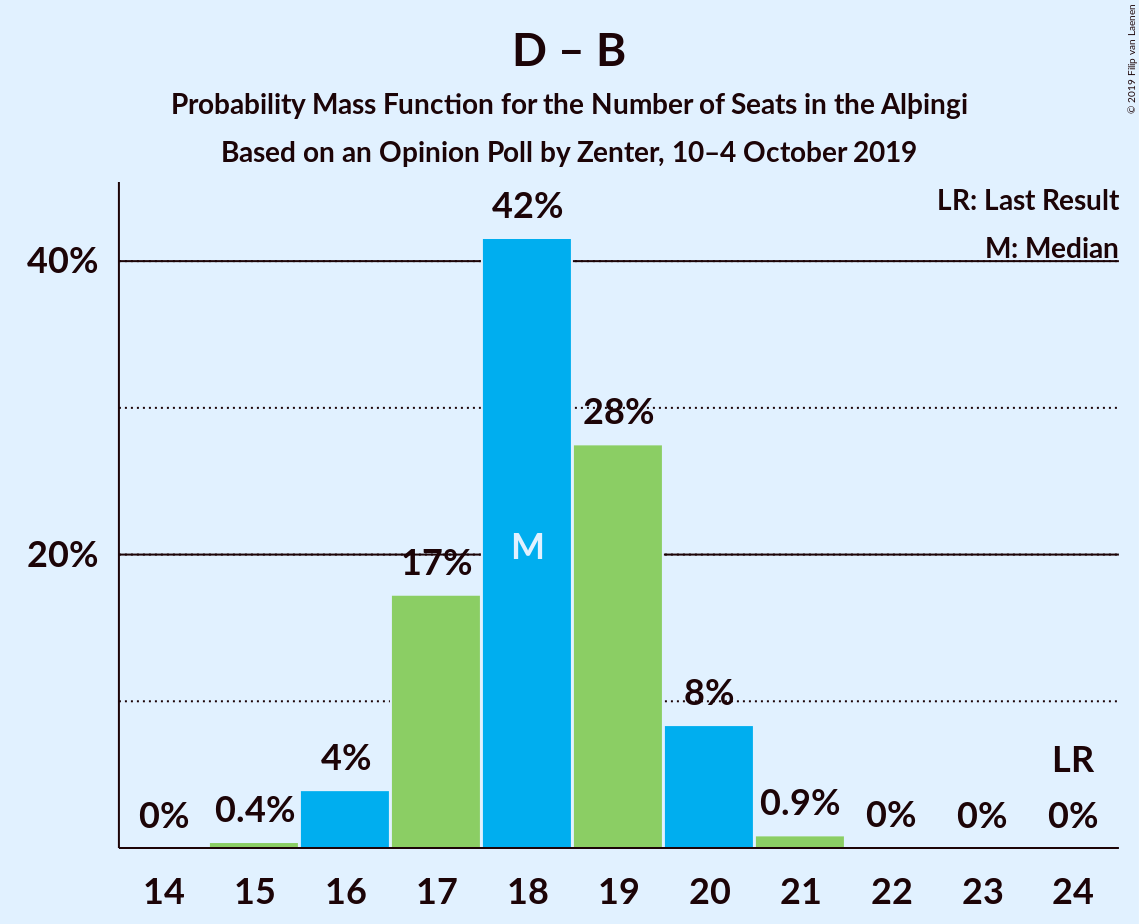 D – B
Probability Mass Function for the Number of Seats in the Alþingi
Based on an Opinion Poll by Zenter, 10–4 October 2019
© 2019 Filip van Laenen
LR: Last Result
M: Median
42%
40%
28%
M
20%
17%
8%
4%
LR
0%
0.4%
0.9%
0%
0%
0%
14 15 16 17 18 19 20 21 22 23 24